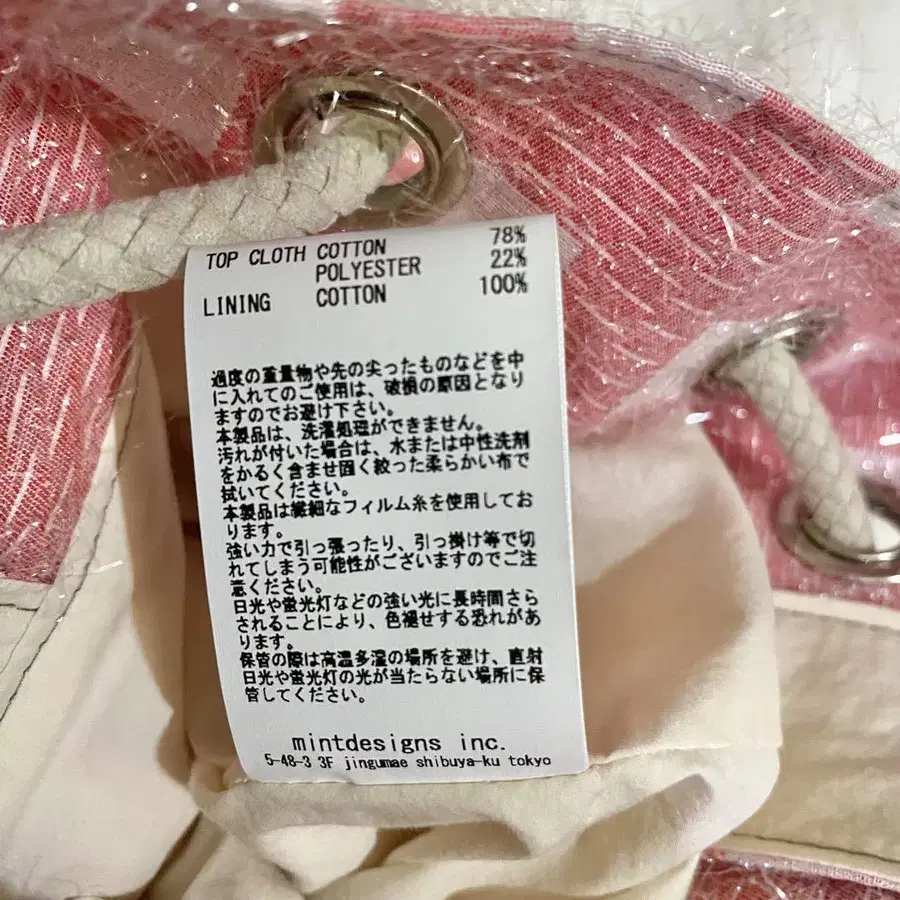 TOP CLOTH COTTON 78%
POLYESTER 22%
LINING COTTON 100%
過度の重量物や先の尖ったものなどを中
に入れてのご使用は、破損の原因となり
ますのでお避け下さい。
本製品は、洗濯処理ができません。
汚れが付いた場合は、水または中性洗剤
をかるく含ませ固く絞った柔らかい布で
拭いてください。
本製品は繊細なフィルム糸を使用してお
ります。
強い力で引っ張ったり、引っ掛け等で切
れてしまう可能性がございますのでご注
意ください。
日光や蛍光灯などの強い光に長時間さら
されることにより、色褪せする恐れがあ
ります。
保管の際は高温多湿の場所を避け、直射
日光や蛍光灯の光が当たらない場所に保
管してください。
mintdesigns inc.
5-48-3 3F jingumae shibuya-ku tokyo